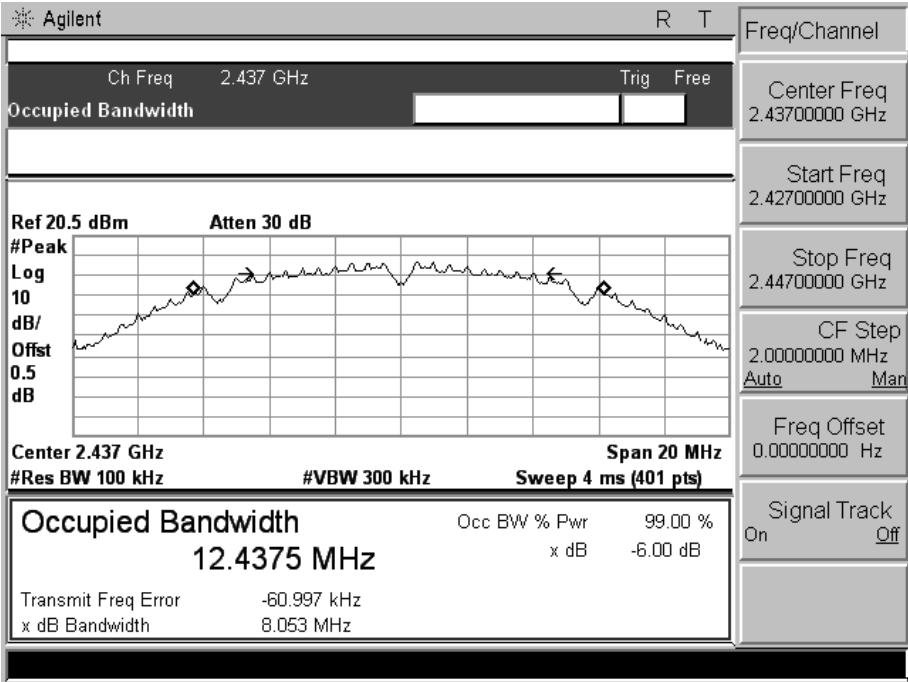 Agilent R T
Ch Freq 2.437 GHz Trig Free
Occupied Bandwidth
Ref 20.5 dBm Atten 30 dB
#Peak
Log
10
dB/
Offst
0.5
dB
Center 2.437 GHz Span 20 MHz
#Res BW 100 kHz #VBW 300 kHz Sweep 4 ms (401 pts)
Occupied Bandwidth
12.4375 MHz
Occ BW % Pwr 99.00 %
x dB -6.00 dB
Transmit Freq Error -60.997 kHz
x dB Bandwidth 8.053 MHz
Freq/Channel
Center Freq
2.43700000 GHz
Start Freq
2.42700000 GHz
Stop Freq
2.44700000 GHz
CF Step
2.00000000 MHz
Auto Man
Freq Offset
0.00000000 Hz
Signal Track
On Off